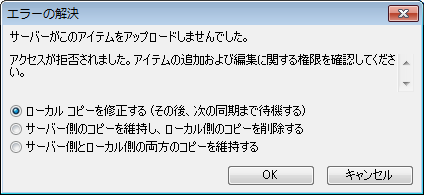 エラーの解決
サーバーがこのアイテムをアップロードしませんでした。
アクセスが拒否されました。アイテムの追加および編集に関する権限を確認してくださ
い。
ローカル コピーを修正する (その後、次の同期まで待機する)
サーバー側のコピーを維持し、ローカル側のコピーを削除する
サーバー側とローカル側の両方のコピーを維持する
OK
キャンセル